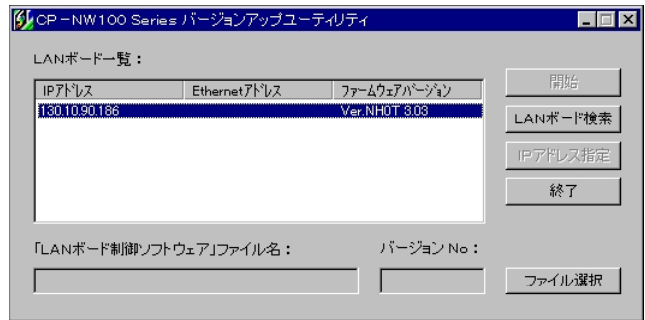 CP-NW100 Series バージョンアップユーティリティ
LANボード一覧：
IPアドレス Ethernetアドレス ファームウェアバージョン
130.10.90.186 Ver.NH0T 3.03
開始
LANボード検索
IPアドレス指定
終了
「LANボード制御ソフトウェア」ファイル名： バージョン No：
ファイル選択